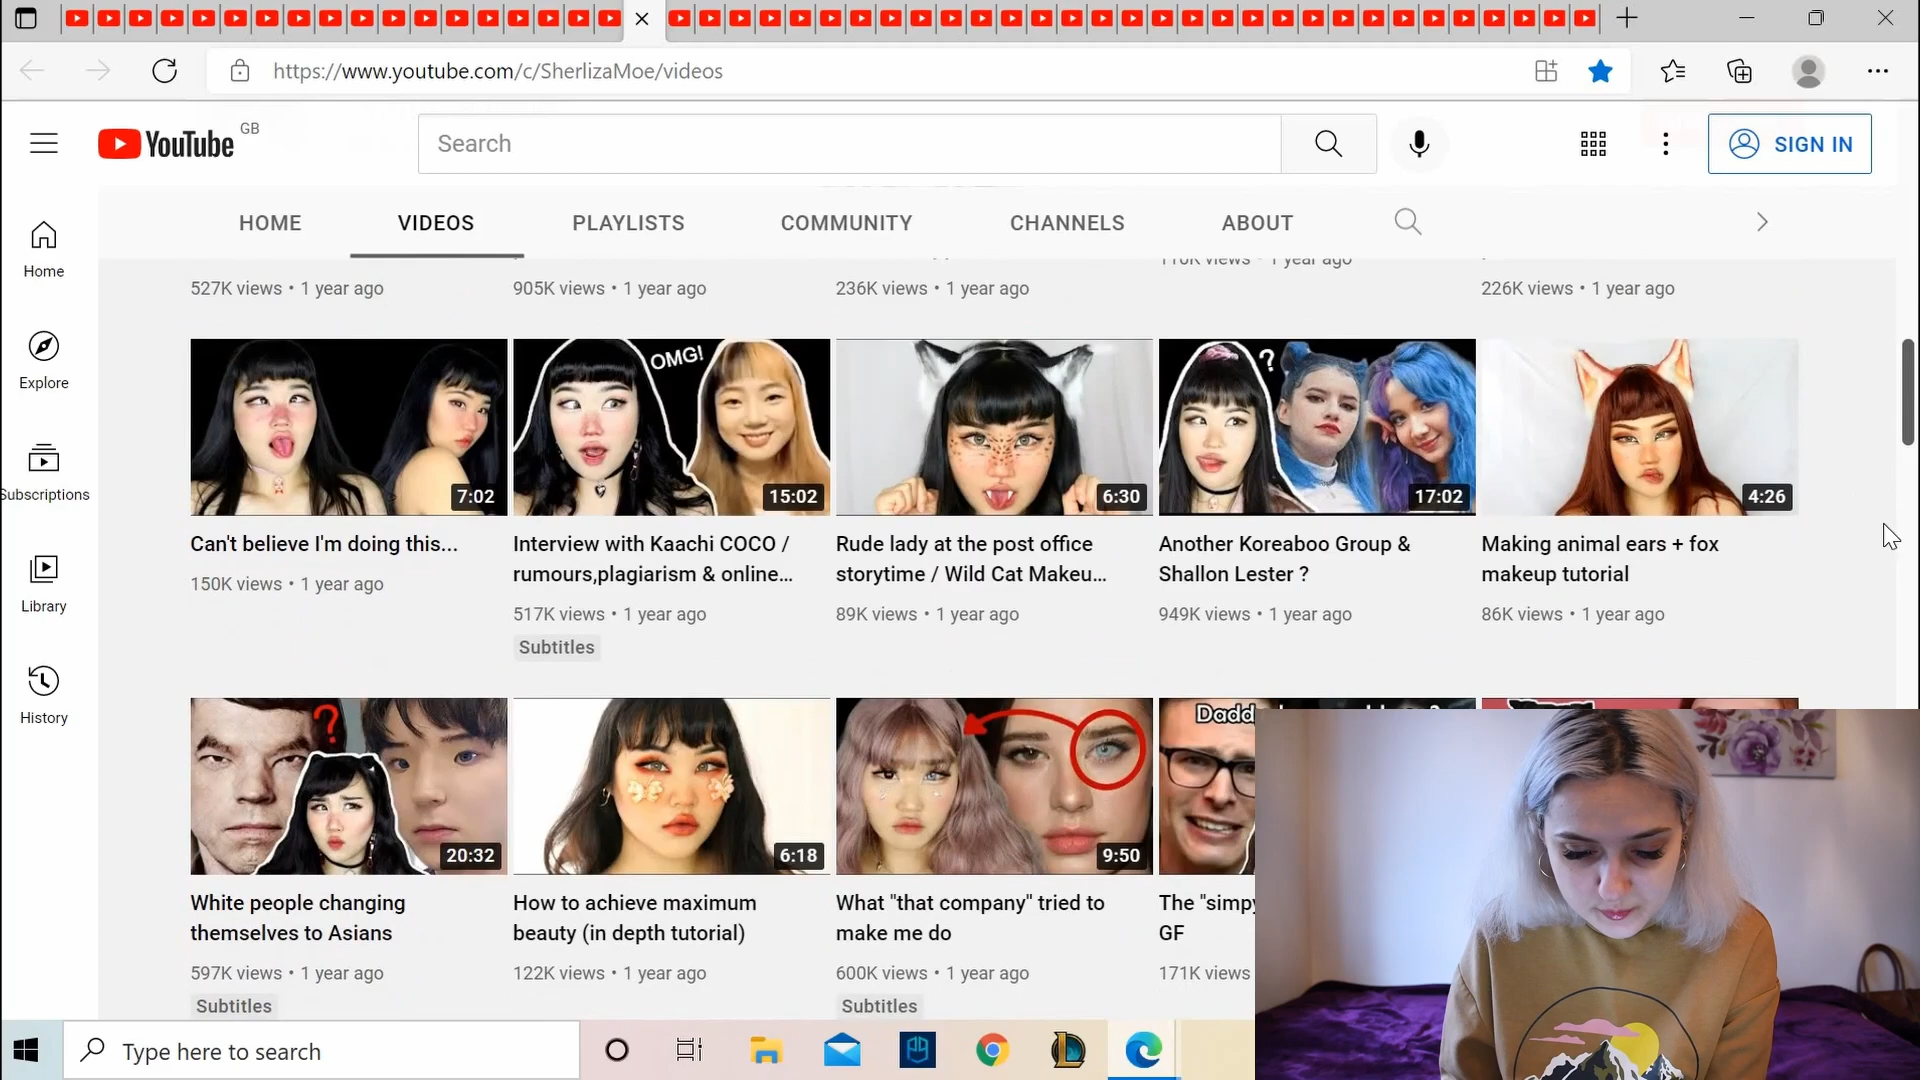 https://www.youtube.com/c/SherlizaMoe/videos
YouTube GB
Search
SIGN IN
HOME VIDEOS PLAYLISTS COMMUNITY CHANNELS ABOUT
Home
Explore
Subscriptions
Library
History
527K views • 1 year ago
905K views • 1 year ago
236K views • 1 year ago
118K views • 1 year ago
226K views • 1 year ago
7:02
OMG!
15:02
6:30
?
17:02
4:26
Can't believe I'm doing this...
150K views • 1 year ago
Interview with Kaachi COCO /
rumours,plagiarism & online...
517K views • 1 year ago
Subtitles
Rude lady at the post office
storytime / Wild Cat Makeu...
89K views • 1 year ago
Another Koreaboo Group &
Shallon Lester ?
949K views • 1 year ago
Making animal ears + fox
makeup tutorial
86K views • 1 year ago
?
20:32
6:18
9:50
Daddy
White people changing
themselves to Asians
597K views • 1 year ago
Subtitles
How to achieve maximum
beauty (in depth tutorial)
122K views • 1 year ago
What "that company" tried to
make me do
600K views • 1 year ago
Subtitles
The "simpy
GF
171K views
Type here to search